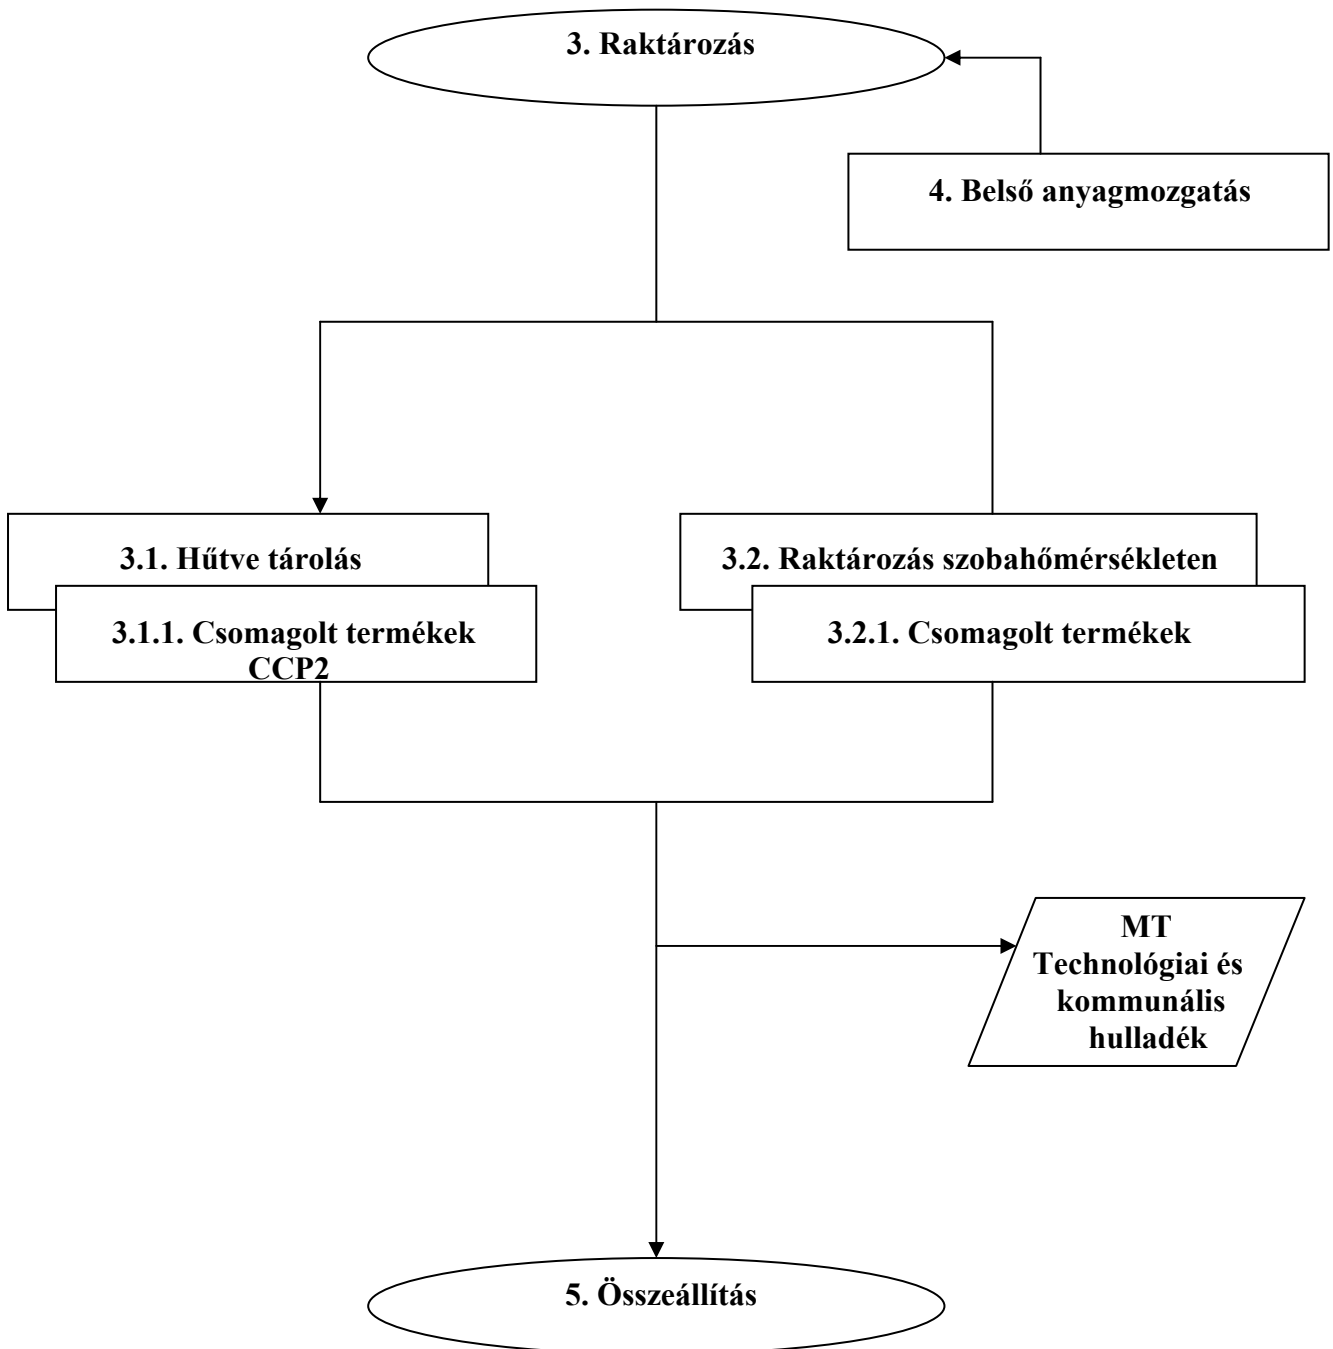 3. Raktározás
4. Belső anyagmozgatás
3.1. Hűtve tárolás
3.1.1. Csomagolt termékek
CCP2
3.2. Raktározás szobahőmérsékleten
3.2.1. Csomagolt termékek
MT
Technológiai és
kommunális
hulladék
5. Összeállítás